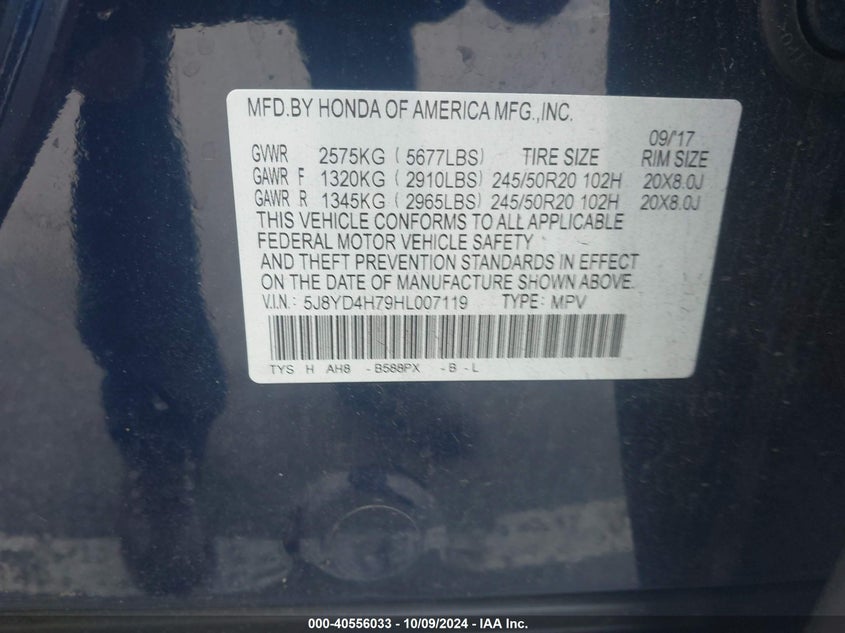 MFD.BY HONDA OF AMERICA MFG.,INC.
09/'17
GVWR 2575KG ( 5677LBS) TIRE SIZE RIM SIZE
GAWR F 1320KG ( 2910LBS) 245/50R20 102H 20X8.0J
GAWR R 1345KG ( 2965LBS) 245/50R20 102H 20X8.0J
THIS VEHICLE CONFORMS TO ALL APPLICABLE
FEDERAL MOTOR VEHICLE SAFETY
AND THEFT PREVENTION STANDARDS IN EFFECT
ON THE DATE OF MANUFACTURE SHOWN ABOVE.
V.I.N.: 5J8YD4H79HL007119 TYPE: MPV
TYS H AH8 - B588PX - B - L
000-40556033 - 10/09/2024 - IAA Inc.